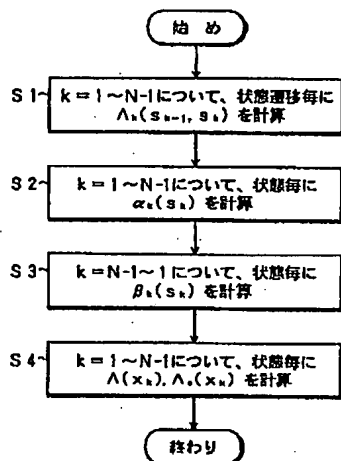 始め
S1
k＝1～N-1について、状態遷移毎に
Λk(sk-1, sk) を計算
S2
k＝1～N-1について、状態毎に
αk(sk) を計算
S3
k＝N-1～1について、状態毎に
βk(sk) を計算
S4
k＝1～N-1について、状態毎に
Λ(xk), Λe(xk) を計算
終わり